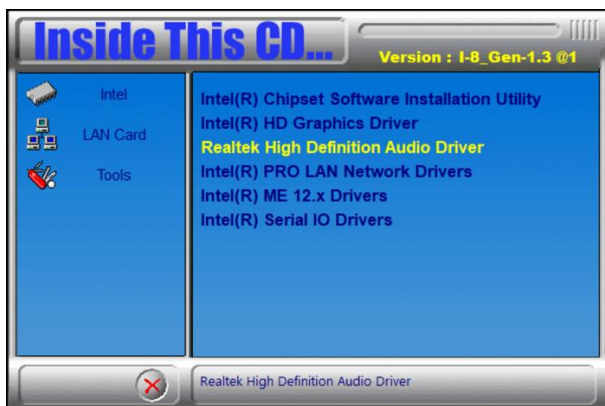 Inside This CD...
Version : I-8_Gen-1.3 @1
Intel
LAN Card
Tools
Intel(R) Chipset Software Installation Utility
Intel(R) HD Graphics Driver
Realtek High Definition Audio Driver
Intel(R) PRO LAN Network Drivers
Intel(R) ME 12.x Drivers
Intel(R) Serial IO Drivers
Realtek High Definition Audio Driver